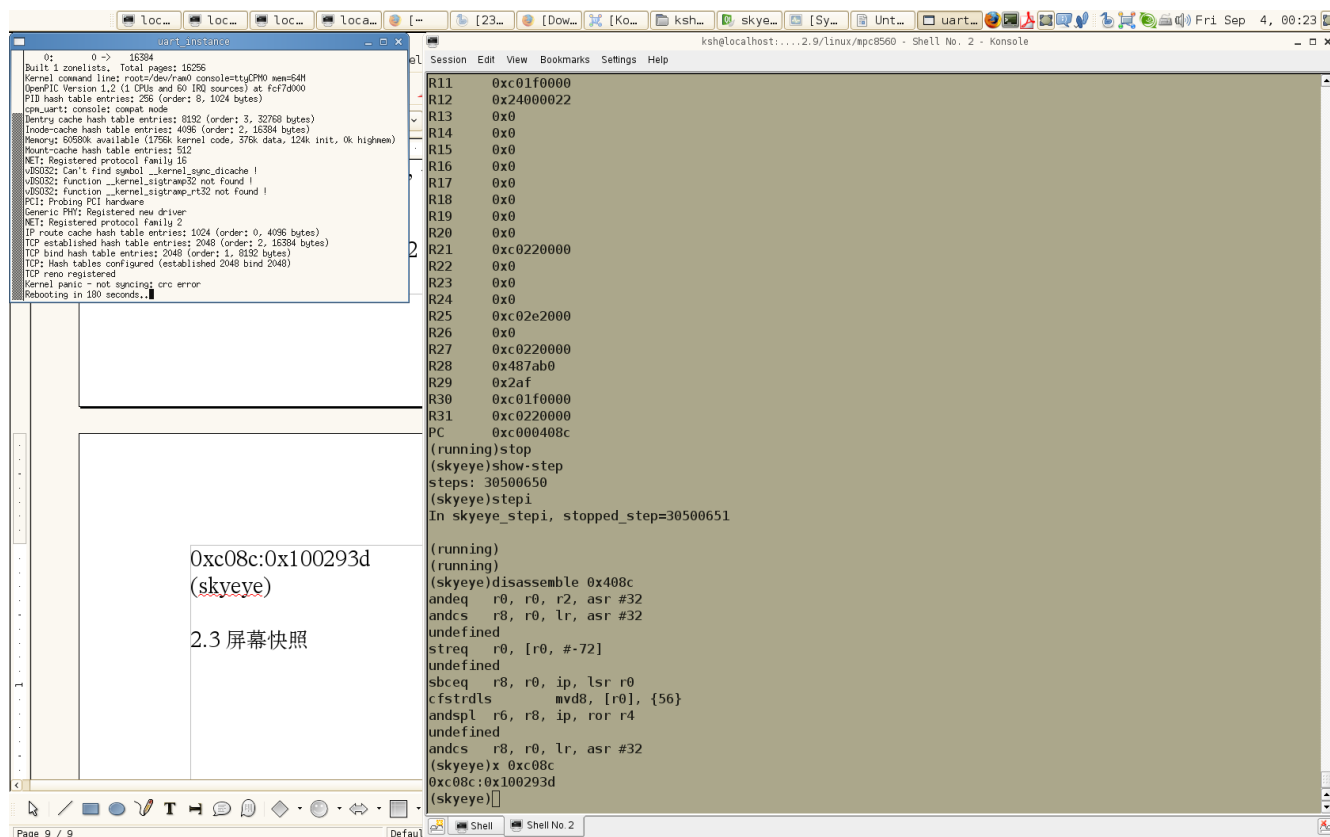 loc... loc... loc... loca... [~ [23... [Dow... [Ko... ksh... skye... [Sy... Unt... uart... Fri Sep 4, 00:23
uart_instance
0: 0 -> 16384
Built 1 zonelists. Total pages: 16256
Kernel command line: root=/dev/ram0 console=ttyCPM0 mem=64M
OpenPIC Version 1.2 (1 CPUs and 60 IRQ sources) at fcf7d000
PID hash table entries: 256 (order: 8, 1024 bytes)
cpm_uart: console: compat mode
Dentry cache hash table entries: 8192 (order: 3, 32768 bytes)
Inode-cache hash table entries: 4096 (order: 2, 16384 bytes)
Memory: 60580k available (1756k kernel code, 376k data, 124k init, 0k highmem)
Mount-cache hash table entries: 512
NET: Registered protocol family 16
vDSO32: Can't find symbol __kernel_sync_dicache !
vDSO32: function __kernel_sigtramp32 not found !
vDSO32: function __kernel_sigtramp_rt32 not found !
PCI: Probing PCI hardware
Generic PHY: Registered new driver
NET: Registered protocol family 2
IP route cache hash table entries: 1024 (order: 0, 4096 bytes)
TCP established hash table entries: 2048 (order: 2, 16384 bytes)
TCP bind hash table entries: 2048 (order: 1, 8192 bytes)
TCP: Hash tables configured (established 2048 bind 2048)
TCP reno registered
Kernel panic - not syncing: crc error
Rebooting in 180 seconds..
0xc08c:0x100293d
(skyeye)
2.3 屏幕快照
Page 9 / 9 Defaul
ksh@localhost:....2.9/linux/mpc8560 - Shell No. 2 - Konsole
Session Edit View Bookmarks Settings Help
R11 0xc01f0000
R12 0x24000022
R13 0x0
R14 0x0
R15 0x0
R16 0x0
R17 0x0
R18 0x0
R19 0x0
R20 0x0
R21 0xc0220000
R22 0x0
R23 0x0
R24 0x0
R25 0xc02e2000
R26 0x0
R27 0xc0220000
R28 0x487ab0
R29 0x2af
R30 0xc01f0000
R31 0xc0220000
PC 0xc000408c
(running)stop
(skyeye)show-step
steps: 30500650
(skyeye)stepi
In skyeye_stepi, stopped_step=30500651
(running)
(running)
(skyeye)disassemble 0x408c
andeq r0, r0, r2, asr #32
andcs r8, r0, lr, asr #32
undefined
streq r0, [r0, #-72]
undefined
sbceq r8, r0, ip, lsr r0
cfstrdls mvd8, [r0], {56}
andspl r6, r8, ip, ror r4
undefined
andcs r8, r0, lr, asr #32
(skyeye)x 0xc08c
0xc08c:0x100293d
(skyeye)
Shell Shell No. 2